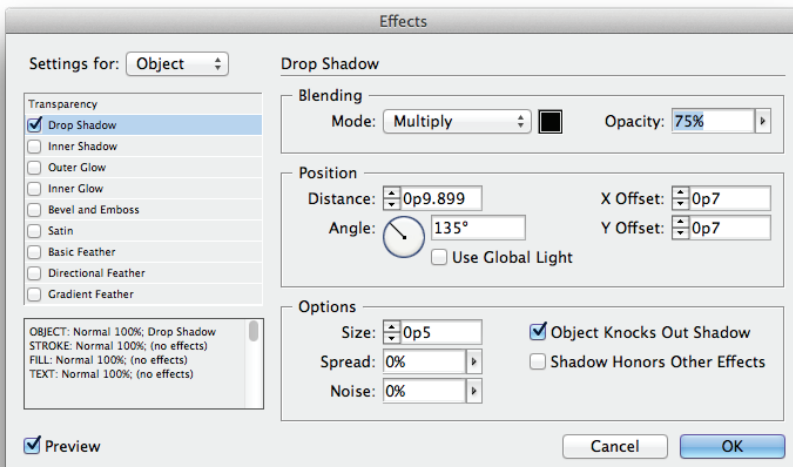 Effects
Settings for: Object
Transparency
Drop Shadow
Inner Shadow
Outer Glow
Inner Glow
Bevel and Emboss
Satin
Basic Feather
Directional Feather
Gradient Feather
OBJECT: Normal 100%; Drop Shadow
STROKE: Normal 100%; (no effects)
FILL: Normal 100%; (no effects)
TEXT: Normal 100%; (no effects)
Preview
Drop Shadow
Blending
Mode: Multiply Opacity: 75%
Position
Distance: 0p9.899 X Offset: 0p7
Angle: 135° Y Offset: 0p7
Use Global Light
Options
Size: 0p5 Object Knocks Out Shadow
Spread: 0% Shadow Honors Other Effects
Noise: 0%
Cancel OK